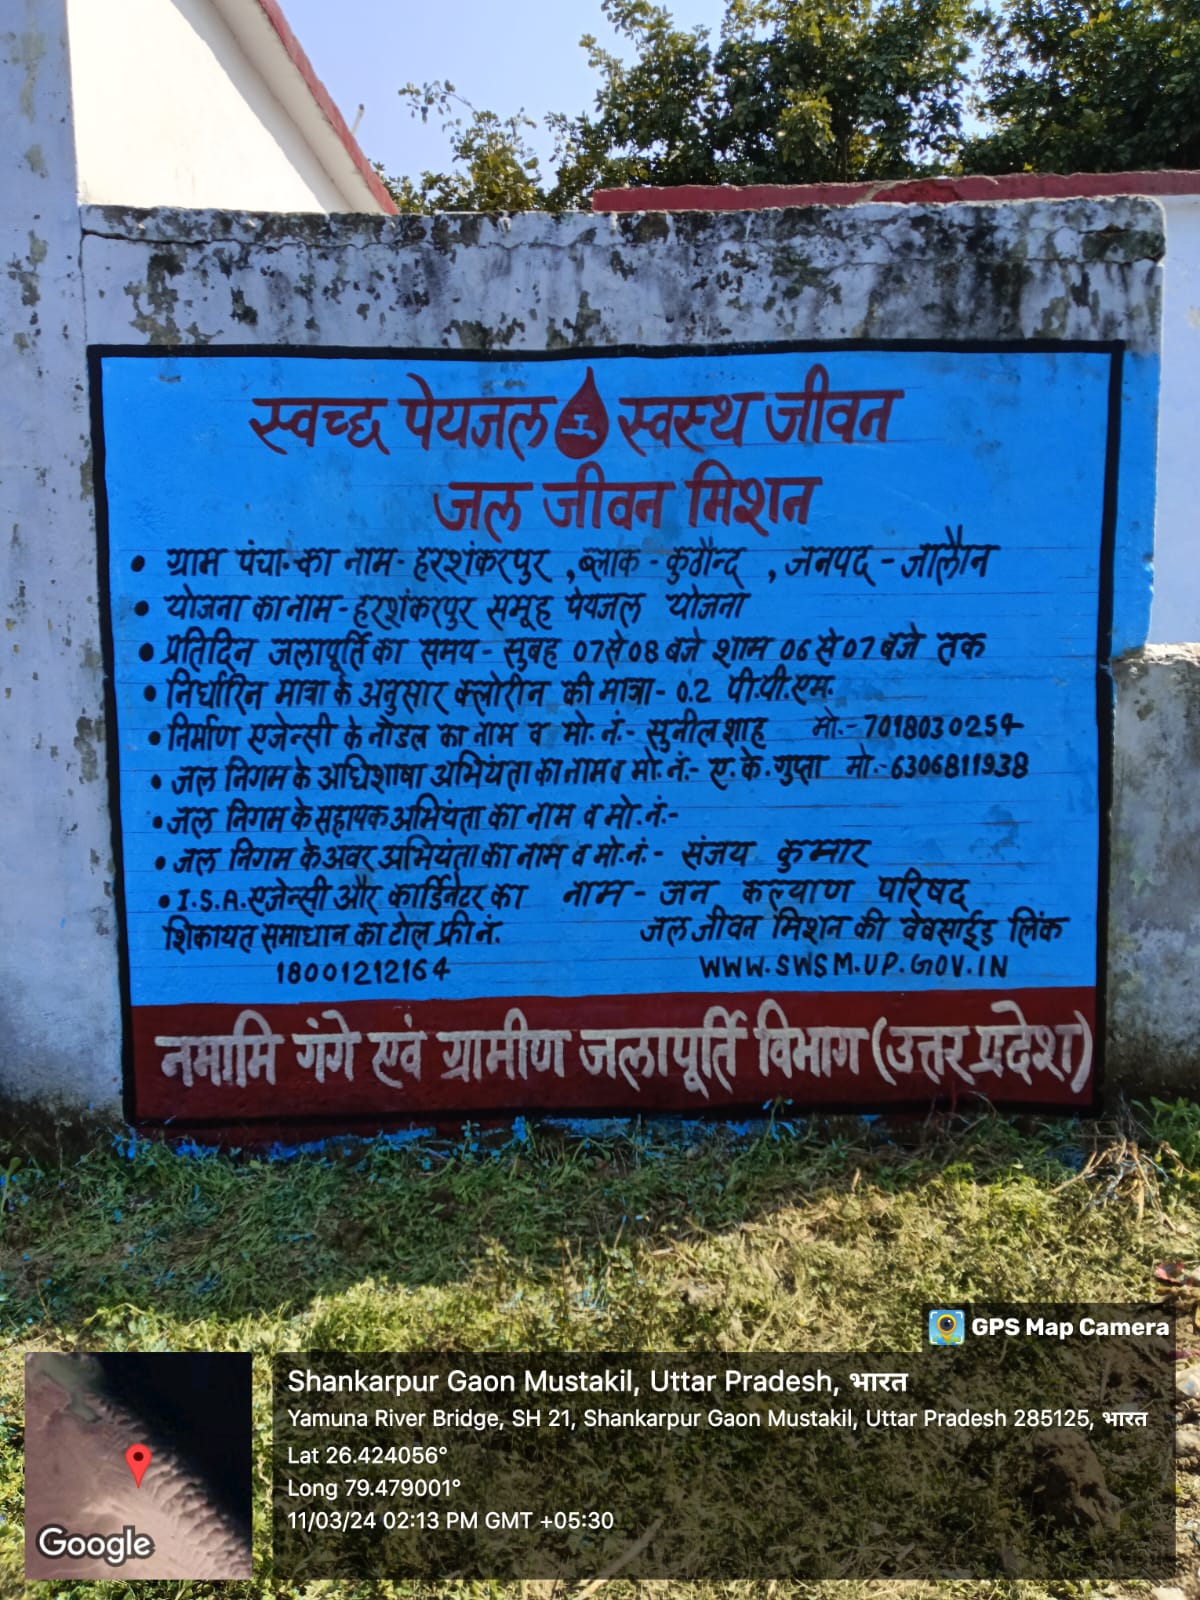 स्वच्छ पेयजल स्वस्थ जीवन
जल जीवन मिशन
• ग्राम पंचा. का नाम - हरशंकरपुर , ब्लाक - कुठौन्द , जनपद - जालौन
• योजना का नाम - हरशंकरपुर समूह पेयजल योजना
• प्रतिदिन जलापूर्ति का समय - सुबह 07 से 08 बजे शाम 06 से 07 बजे तक
• निर्धारित मात्रा के अनुसार क्लोरीन की मात्रा - 0.2 पी.पी.एम.
• निर्माण एजेन्सी के नोडल का नाम व मो. नं.- सुनील शाह मो.- 7018030254
• जल निगम के अधिशाषा अभियंता का नाम व मो. नं.- ए. के. गुप्ता मो.- 6306811938
• जल निगम के सहायक अभियंता का नाम व मो. नं.-
• जल निगम के अवर अभियंता का नाम व मो. नं.- संजय कुमार
• I.S.A. एजेन्सी और कार्डिनेटर का नाम - जन कल्याण परिषद
शिकायत समाधान का टोल फ्री नं. जल जीवन मिशन की वेबसाईड लिंक
18001212164 WWW.SWSM.UP.GOV.IN
नमामि गंगे एवं ग्रामीण जलापूर्ति विभाग (उत्तर प्रदेश)
GPS Map Camera
Shankarpur Gaon Mustakil, Uttar Pradesh, भारत
Yamuna River Bridge, SH 21, Shankarpur Gaon Mustakil, Uttar Pradesh 285125, भारत
Lat 26.424056°
Long 79.479001°
11/03/24 02:13 PM GMT +05:30
Google